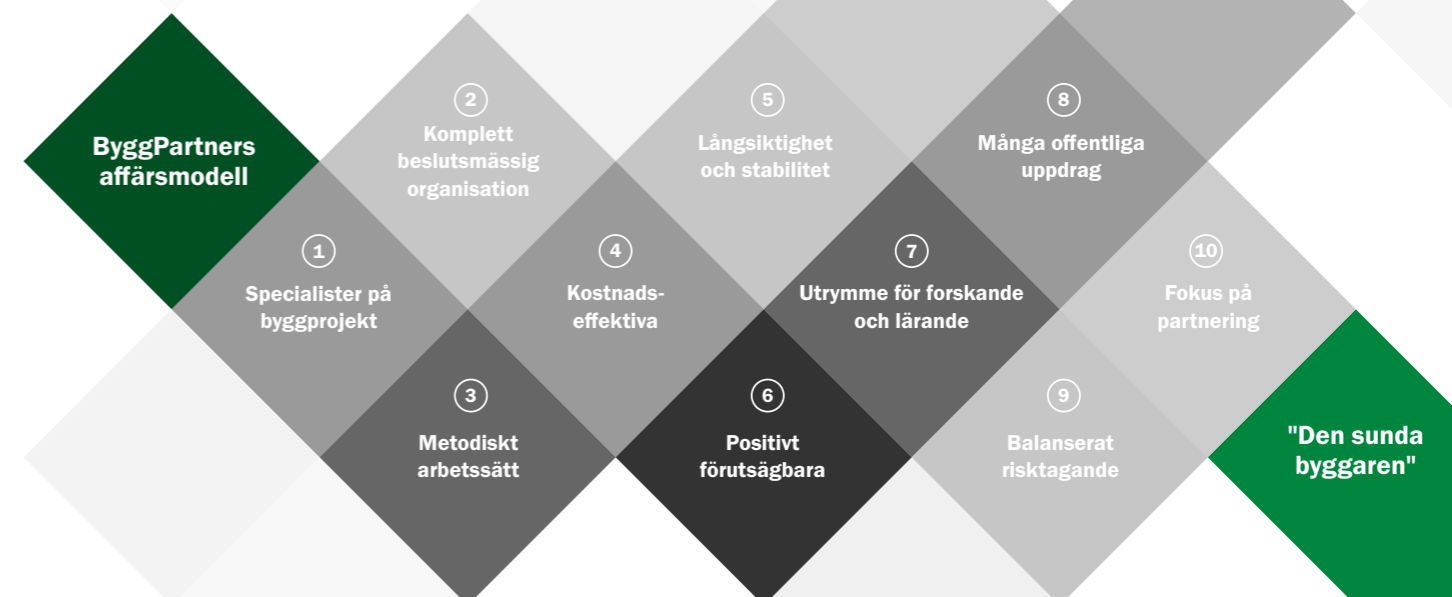 ByggPartners
affärsmodell
1
Specialister på
byggprojekt
2
Komplett
beslutsmässig
organisation
3
Metodiskt
arbetssätt
4
Kostnads-
effektiva
5
Långsiktighet
och stabilitet
6
Positivt
förutsägbara
7
Utrymme för forskande
och lärande
8
Många offentliga
uppdrag
9
Balanserat
risktagande
10
Fokus på
partnering
"Den sunda
byggaren"